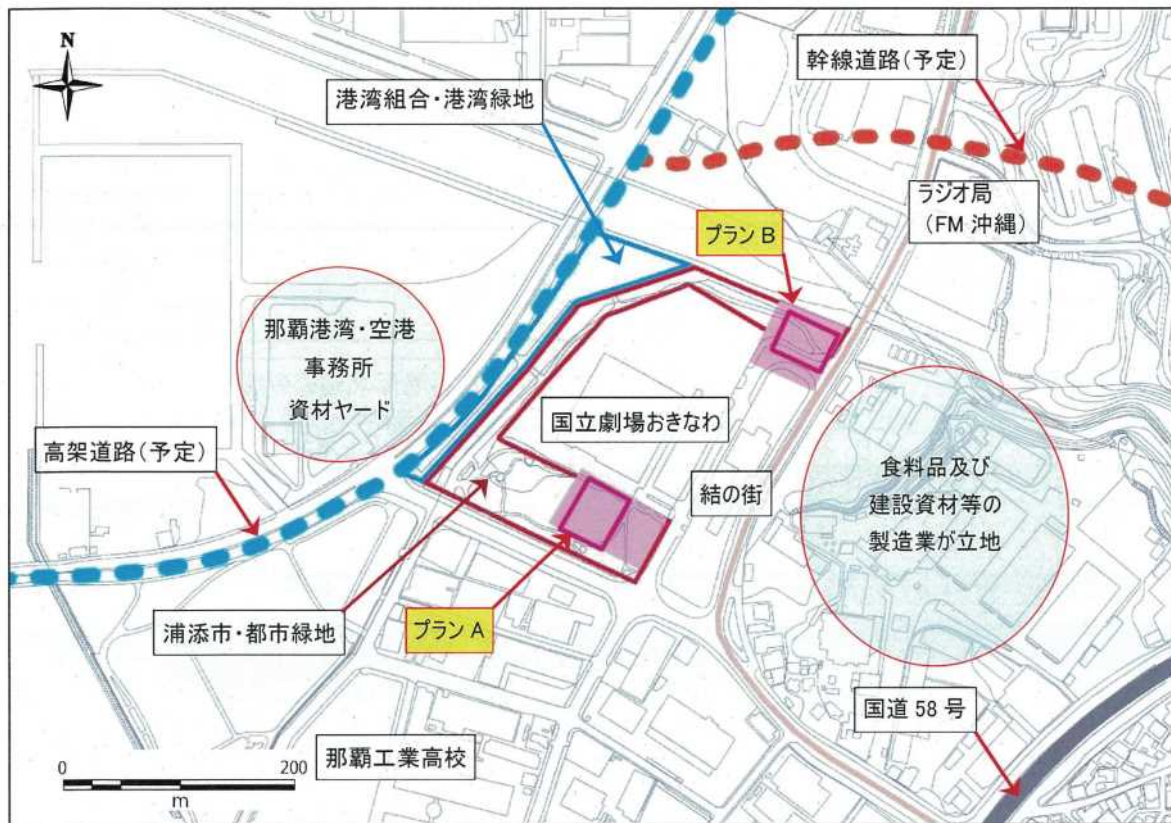 N
港湾組合・港湾緑地
幹線道路(予定)
ラジオ局
(FM 沖縄)
プラン B
那覇港湾・空港
事務所
資材ヤード
国立劇場おきなわ
高架道路(予定)
結の街
食料品及び
建設資材等の
製造業が立地
浦添市・都市緑地
プラン A
国道 58 号
那覇工業高校
0 200
m